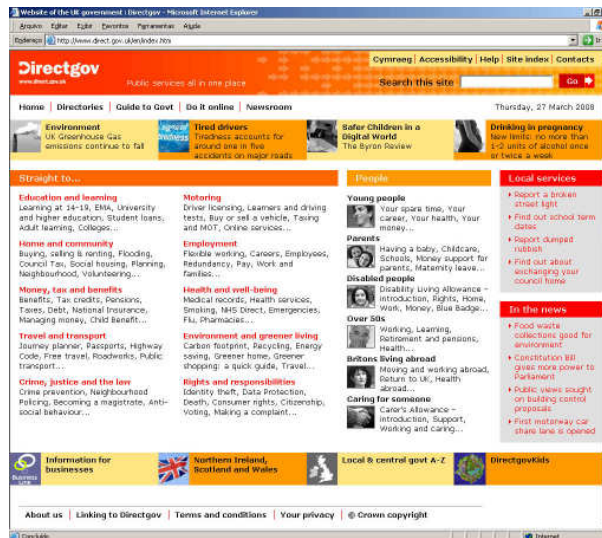 Website of the UK government : Directgov - Microsoft Internet Explorer
Arquivo Editar Exibir Favoritos Ferramentas Ajuda
Endereço http://www.direct.gov.uk/en/index.htm
Cymraeg | Accessibility | Help | Site index | Contacts
Directgov
www.direct.gov.uk
Public services all in one place
Search this site
Go
Home | Directories | Guide to Govt | Do it online | Newsroom
Thursday, 27 March 2008
Environment
UK Greenhouse Gas
emissions continue to fall
Tired drivers
Tiredness accounts for
around one in five
accidents on major roads
Safer Children in a
Digital World
The Byron Review
Drinking in pregnancy
New limits: no more than
1-2 units of alcohol once
or twice a week
Straight to...
Education and learning
Learning at 14-19, EMA, University
and higher education, Student loans,
Adult learning, Colleges...
Home and community
Buying, selling & renting, Flooding,
Council Tax, Social housing, Planning,
Neighbourhood, Volunteering...
Money, tax and benefits
Benefits, Tax credits, Pensions,
Taxes, Debt, National Insurance,
Managing money, Child Benefit...
Travel and transport
Journey planner, Passports, Highway
Code, Free travel, Roadworks, Public
transport...
Crime, justice and the law
Crime prevention, Neighbourhood
Policing, Becoming a magistrate, Anti-
social behaviour...
Motoring
Driver licensing, Learners and driving
tests, Buy or sell a vehicle, Taxing
and MOT, Online services...
Employment
Flexible working, Careers, Employees,
Redundancy, Pay, Work and
families...
Health and well-being
Medical records, Health services,
Smoking, NHS Direct, Emergencies,
Flu, Pharmacies...
Environment and greener living
Carbon footprint, Recycling, Energy
saving, Greener home, Greener
shopping: a quick guide, Travel...
Rights and responsibilities
Identity theft, Data Protection,
Death, Consumer rights, Citizenship,
Voting, Making a complaint...
People
Young people
Your spare time, Your
career, Your health, Your
money...
Parents
Having a baby, Childcare,
Schools, Money support for
parents, Maternity leave...
Disabled people
Disability Living Allowance -
introduction, Rights, Home,
Work, Money, Blue Badge...
Over 50s
Working, Learning,
Retirement and pensions,
Health...
Britons living abroad
Moving and working abroad,
Return to UK, Health
abroad...
Caring for someone
Carer's Allowance -
introduction, Support,
Working and caring...
Local services
Report a broken
street light
Find out school term
dates
Report dumped
rubbish
Find out about
exchanging your
council home
In the news
Food waste
collections good for
environment
Constitution Bill
gives more power to
Parliament
Public views sought
on building control
proposals
First motorway car
share lane is opened
Business
Link
Information for
businesses
Northern Ireland,
Scotland and Wales
Local & central govt A-Z
DirectgovKids
About us | Linking to Directgov | Terms and conditions | Your privacy | © Crown copyright
Concluído
Internet